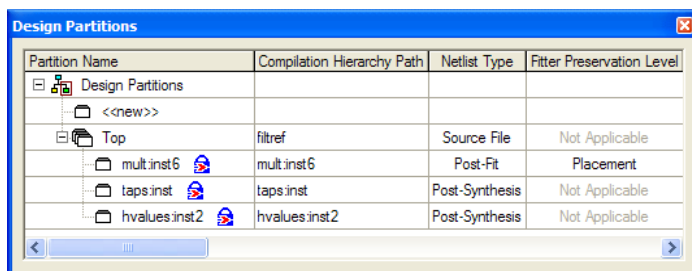 Design Partitions
Partition Name Compilation Hierarchy Path Netlist Type Fitter Preservation Level
Design Partitions
<<new>>
Top filtref Source File Not Applicable
mult:inst6 mult:inst6 Post-Fit Placement
taps:inst taps:inst Post-Synthesis Not Applicable
hvalues:inst2 hvalues:inst2 Post-Synthesis Not Applicable